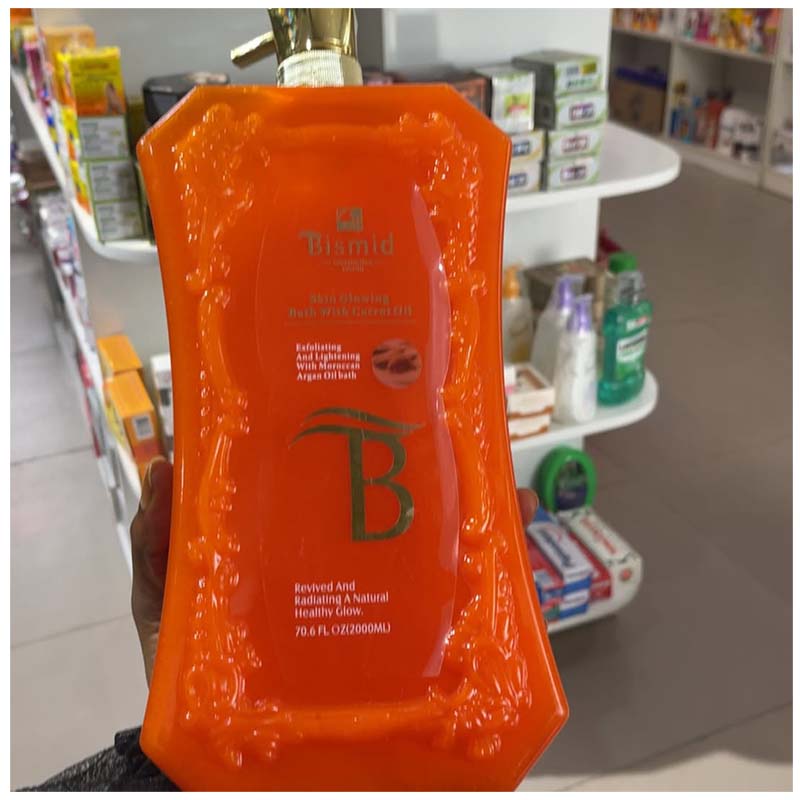 Bismid
Skin Glowing
Bath With Carrot Oil
Exfoliating
And Lightening
With Moroccan
Argan Oil bath
B
Revived And
Radiating A Natural
Healthy Glow.
70.6 FL OZ(2000ML)